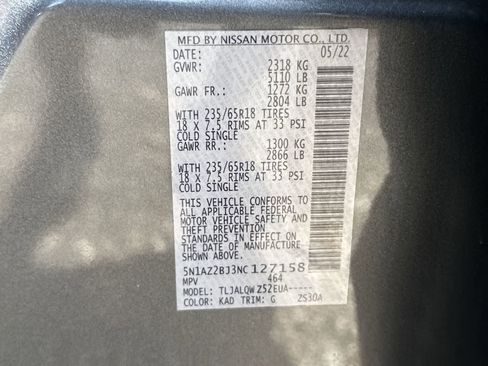 MFD BY NISSAN MOTOR CO., LTD.
DATE: 05/22
GVWR: 2318 KG
5110 LB
GAWR FR.: 1272 KG
2804 LB
WITH 235/65R18 TIRES
18 X 7.5 RIMS AT 33 PSI
COLD SINGLE
GAWR RR.: 1300 KG
2866 LB
WITH 235/65R18 TIRES
18 X 7.5 RIMS AT 33 PSI
COLD SINGLE
THIS VEHICLE CONFORMS TO
ALL APPLICABLE FEDERAL
MOTOR VEHICLE SAFETY AND
THEFT PREVENTION
STANDARDS IN EFFECT ON
THE DATE OF MANUFACTURE
SHOWN ABOVE.
5N1AZ2BJ3NC127158
MPV 464
MODEL: TLJALQWZ52EUA-----
COLOR: KAD TRIM: G ZS30A